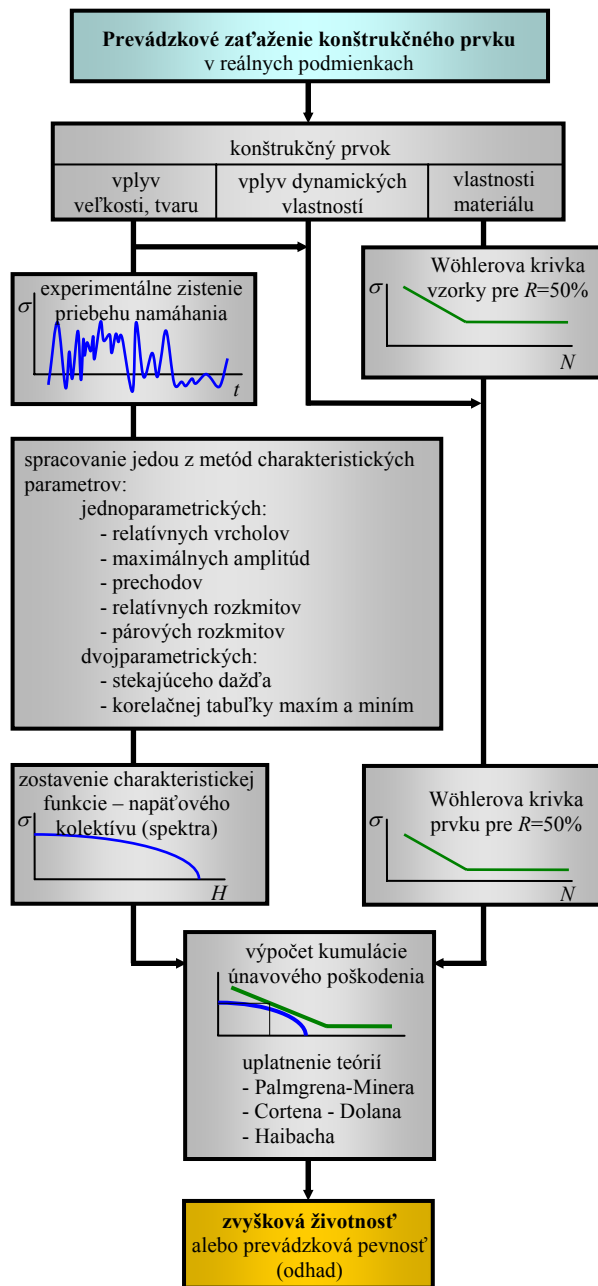 Prevádzkové zaťaženie konštrukčného prvku
v reálnych podmienkach
konštrukčný prvok
vplyv
veľkosti, tvaru
vplyv dynamických
vlastností
vlastnosti
materiálu
experimentálne zistenie
priebehu namáhania
σ
t
Wöhlerova krivka
vzorky pre R=50%
σ
N
spracovanie jedou z metód charakteristických
parametrov:
jednoparametrických:
- relatívnych vrcholov
- maximálnych amplitúd
- prechodov
- relatívnych rozkmitov
- párových rozkmitov
dvojparametrických:
- stekajúceho dažďa
- korelačnej tabuľky maxím a miním
zostavenie charakteristickej
funkcie – napäťového
kolektívu (spektra)
σ
H
Wöhlerova krivka
prvku pre R=50%
σ
N
výpočet kumulácie
únavového poškodenia
uplatnenie teórií
- Palmgrena-Minera
- Cortena - Dolana
- Haibacha
zvyšková životnosť
alebo prevádzková pevnosť
(odhad)